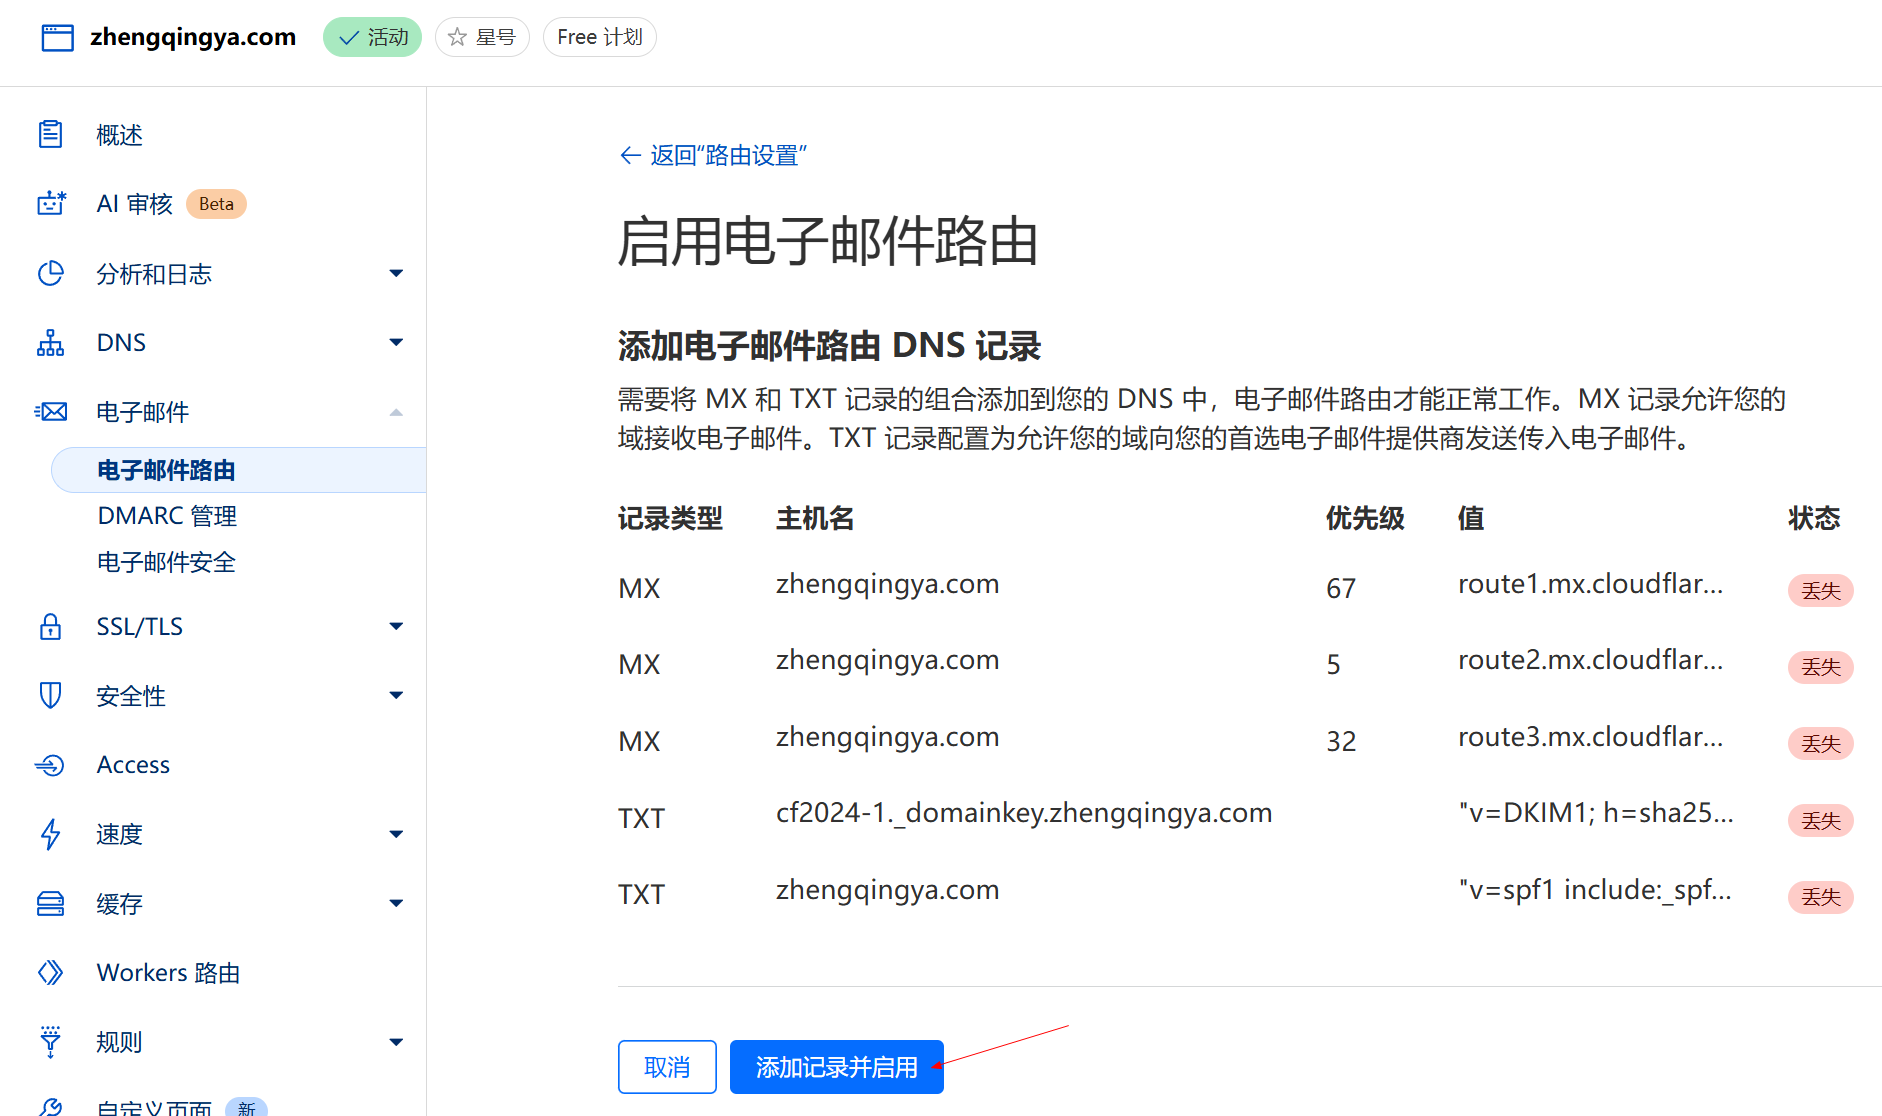 zhengqingya.com 活动 星号 Free 计划
概述
AI 审核 Beta
分析和日志
DNS
电子邮件
电子邮件路由
DMARC 管理
电子邮件安全
SSL/TLS
安全性
Access
速度
缓存
Workers 路由
规则
自定义页面 新
返回“路由设置”
启用电子邮件路由
添加电子邮件路由 DNS 记录
需要将 MX 和 TXT 记录的组合添加到您的 DNS 中，电子邮件路由才能正常工作。MX 记录允许您的
域接收电子邮件。TXT 记录配置为允许您的域向您的首选电子邮件提供商发送传入电子邮件。
记录类型 主机名 优先级 值 状态
MX zhengqingya.com 67 route1.mx.cloudflar... 丢失
MX zhengqingya.com 5 route2.mx.cloudflar... 丢失
MX zhengqingya.com 32 route3.mx.cloudflar... 丢失
TXT cf2024-1._domainkey.zhengqingya.com "v=DKIM1; h=sha25... 丢失
TXT zhengqingya.com "v=spf1 include:_spf... 丢失
取消 添加记录并启用